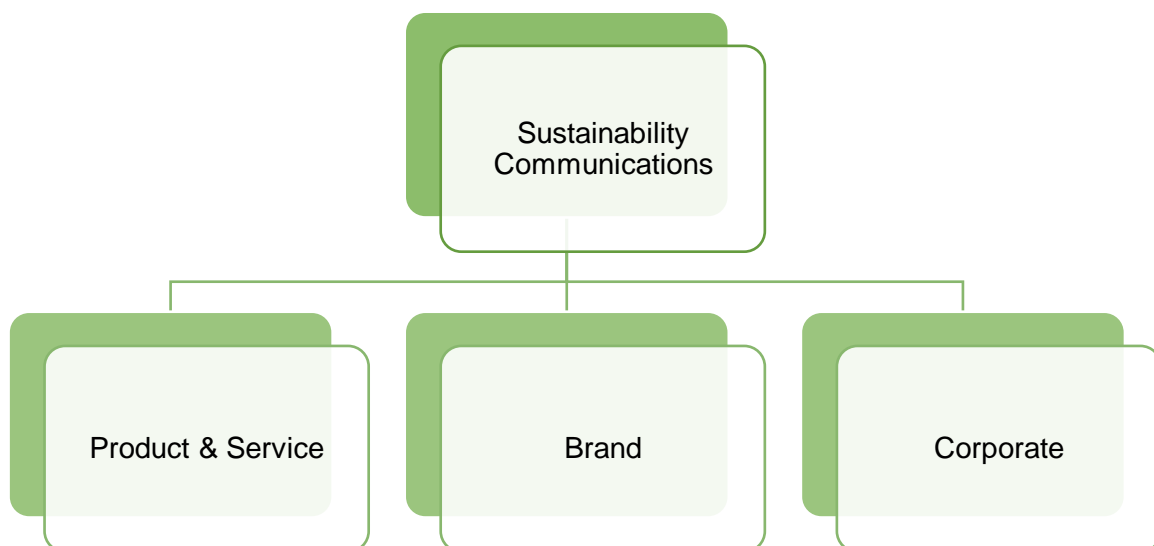 Sustainability
Communications
Product & Service
Brand
Corporate